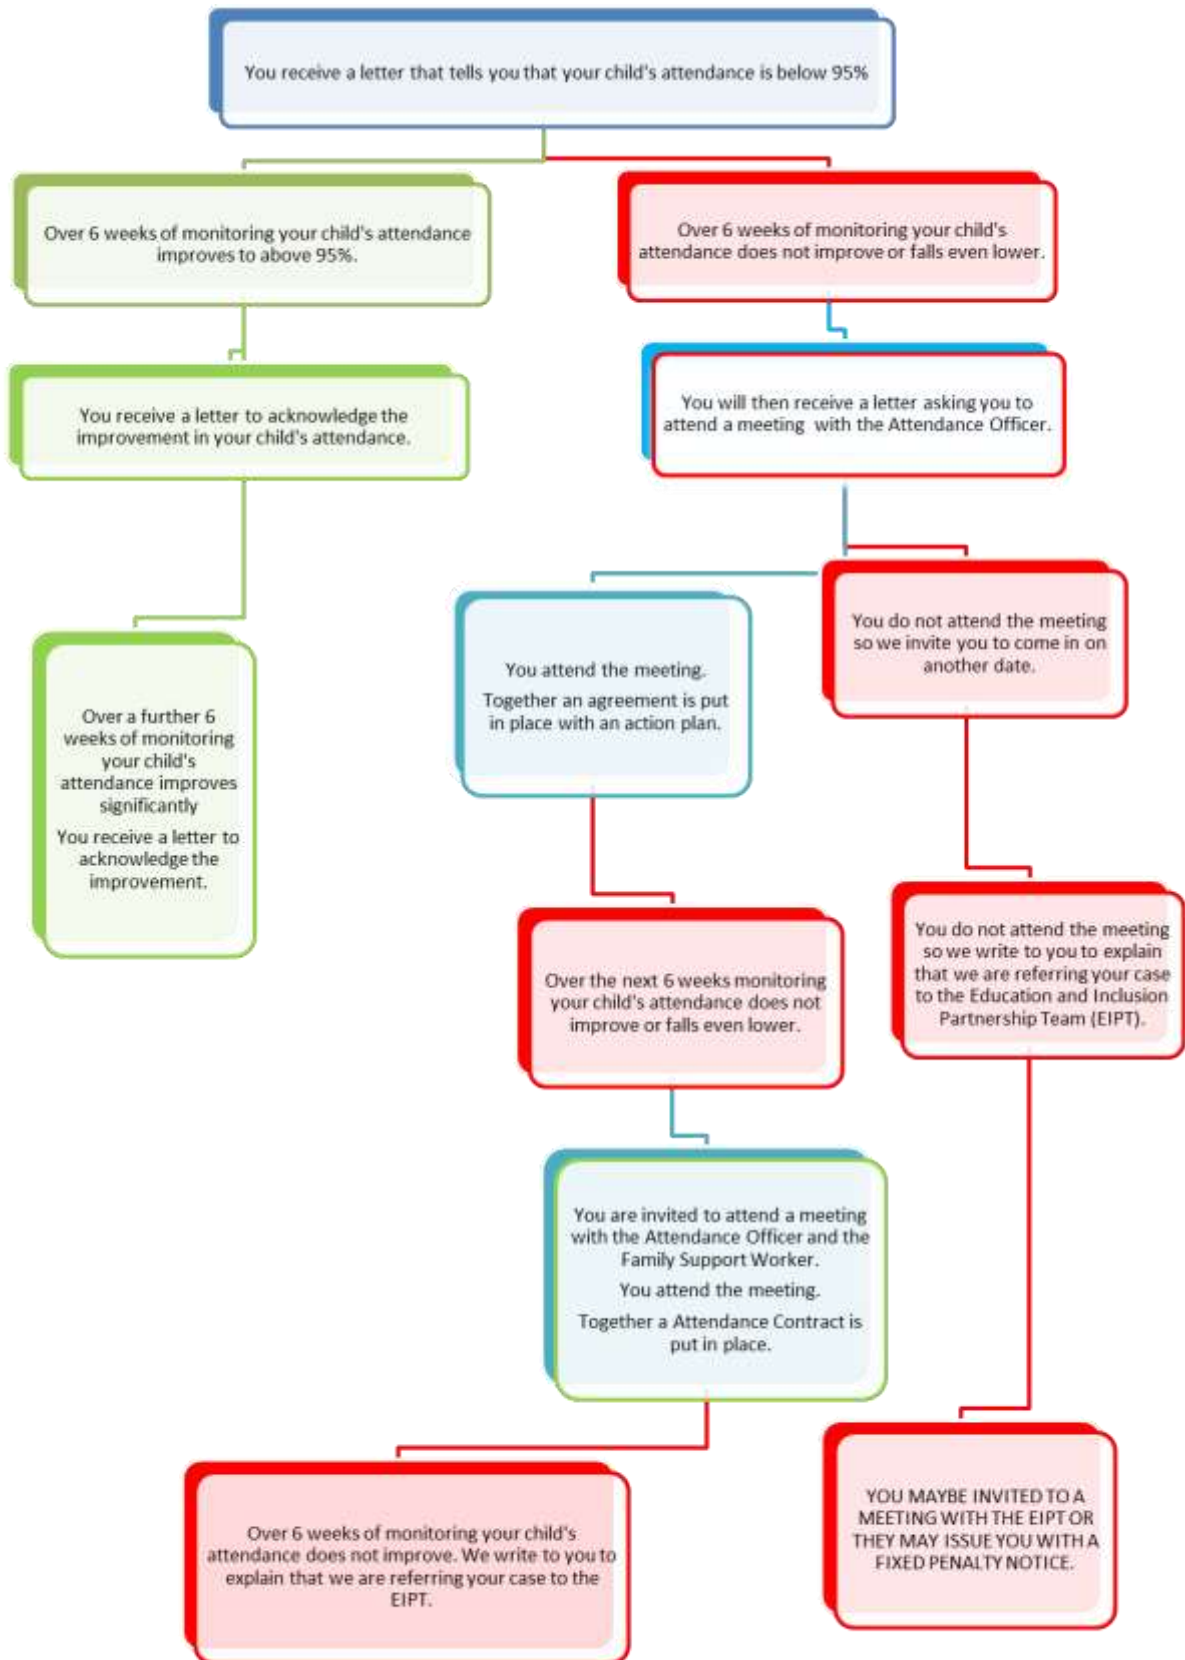 You receive a letter that tells you that your child's attendance is below 95%
Over 6 weeks of monitoring your child's attendance
improves to above 95%.
Over 6 weeks of monitoring your child's
attendance does not improve or falls even lower.
You receive a letter to acknowledge the
improvement in your child's attendance.
You will then receive a letter asking you to
attend a meeting with the Attendance Officer.
Over a further 6
weeks of monitoring
your child's
attendance improves
significantly
You receive a letter to
acknowledge the
improvement.
You attend the meeting.
Together an agreement is put
in place with an action plan.
You do not attend the meeting
so we invite you to come in on
another date.
Over the next 6 weeks monitoring
your child's attendance does not
improve or falls even lower.
You do not attend the meeting
so we write to you to explain
that we are referring your case
to the Education and Inclusion
Partnership Team (EIPT).
You are invited to attend a meeting
with the Attendance Officer and the
Family Support Worker.
You attend the meeting.
Together a Attendance Contract is
put in place.
Over 6 weeks of monitoring your child's
attendance does not improve. We write to you to
explain that we are referring your case to the
EIPT.
YOU MAYBE INVITED TO A
MEETING WITH THE EIPT OR
THEY MAY ISSUE YOU WITH A
FIXED PENALTY NOTICE.